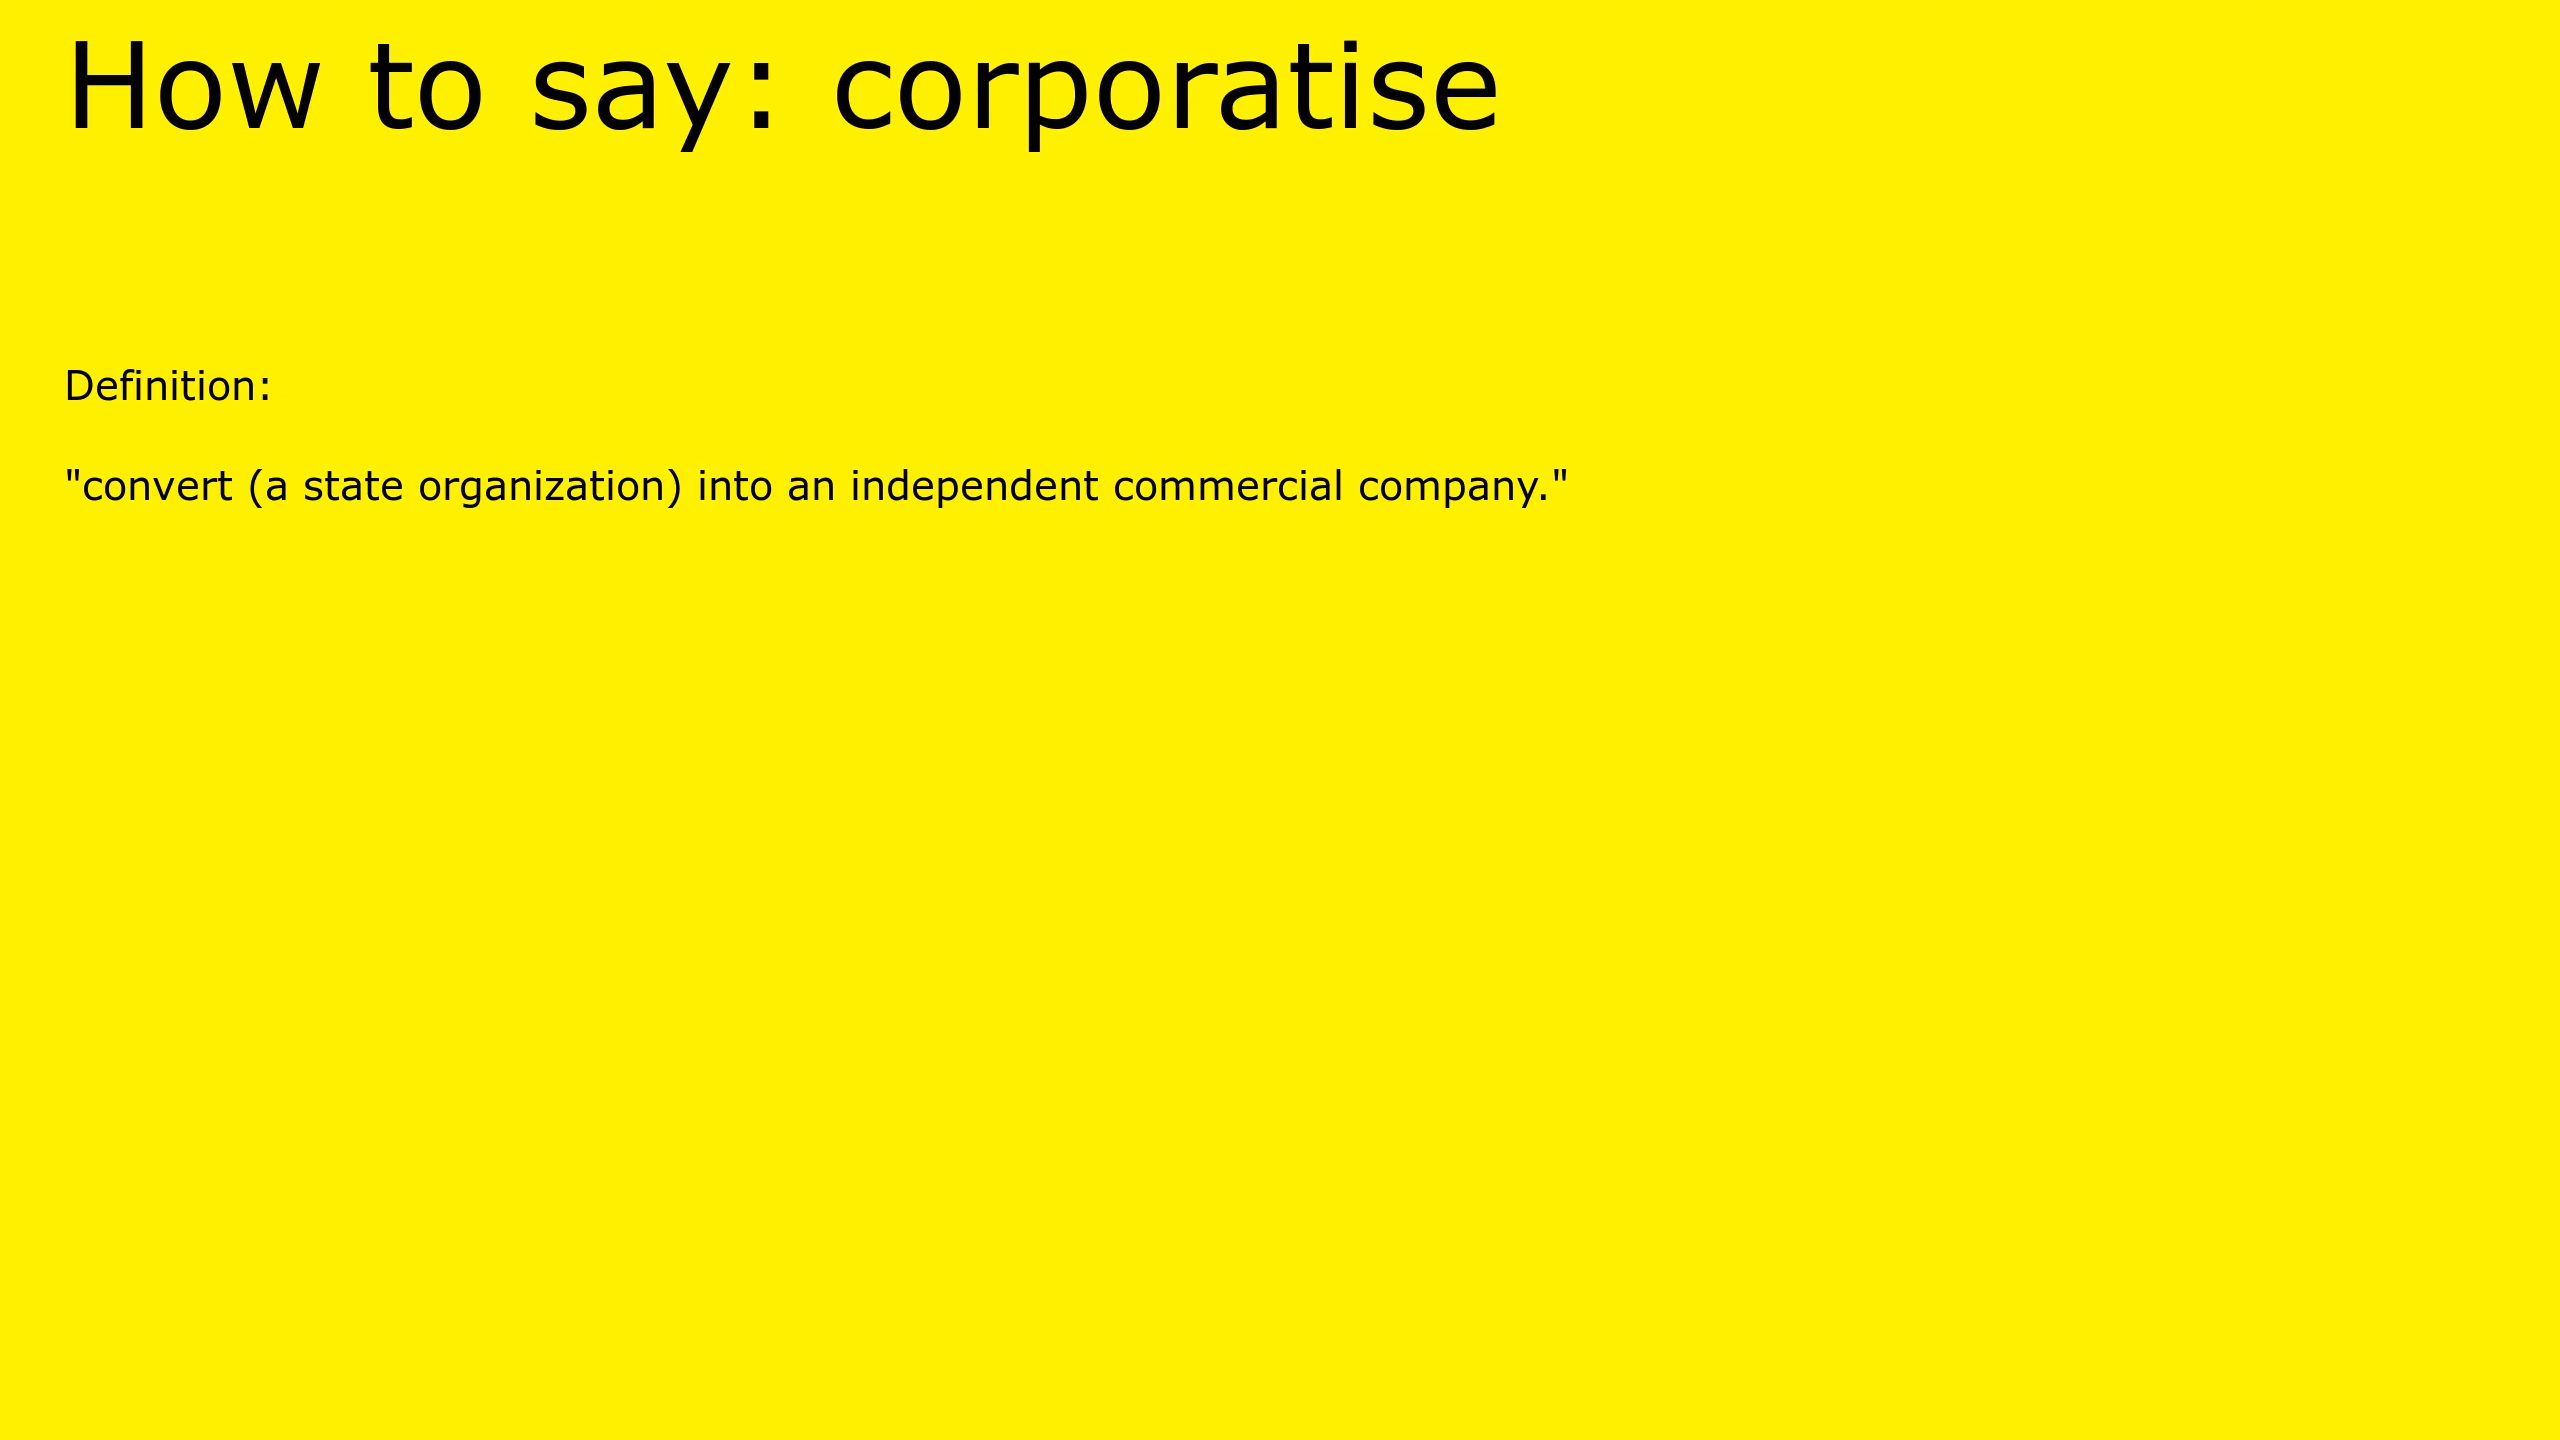 How to say: corporatise
Definition:
"convert (a state organization) into an independent commercial company."